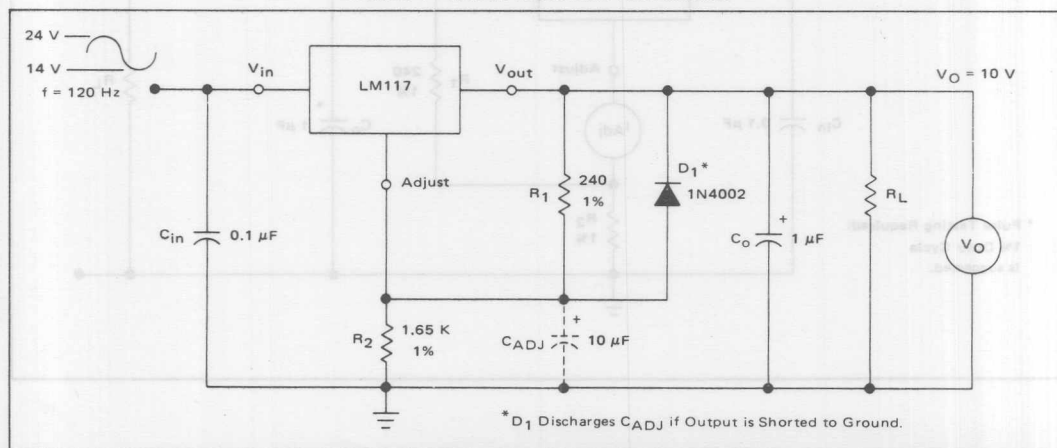 24 V
14 V
f = 120 Hz
Vin
LM117
Vout
VO = 10 V
Adjust
Cin
0.1 μF
R1
240
1%
D1*
1N4002
Co
+
1 μF
RL
VO
R2
1.65 K
1%
CADJ
+
10 μF
*D1 Discharges CADJ if Output is Shorted to Ground.